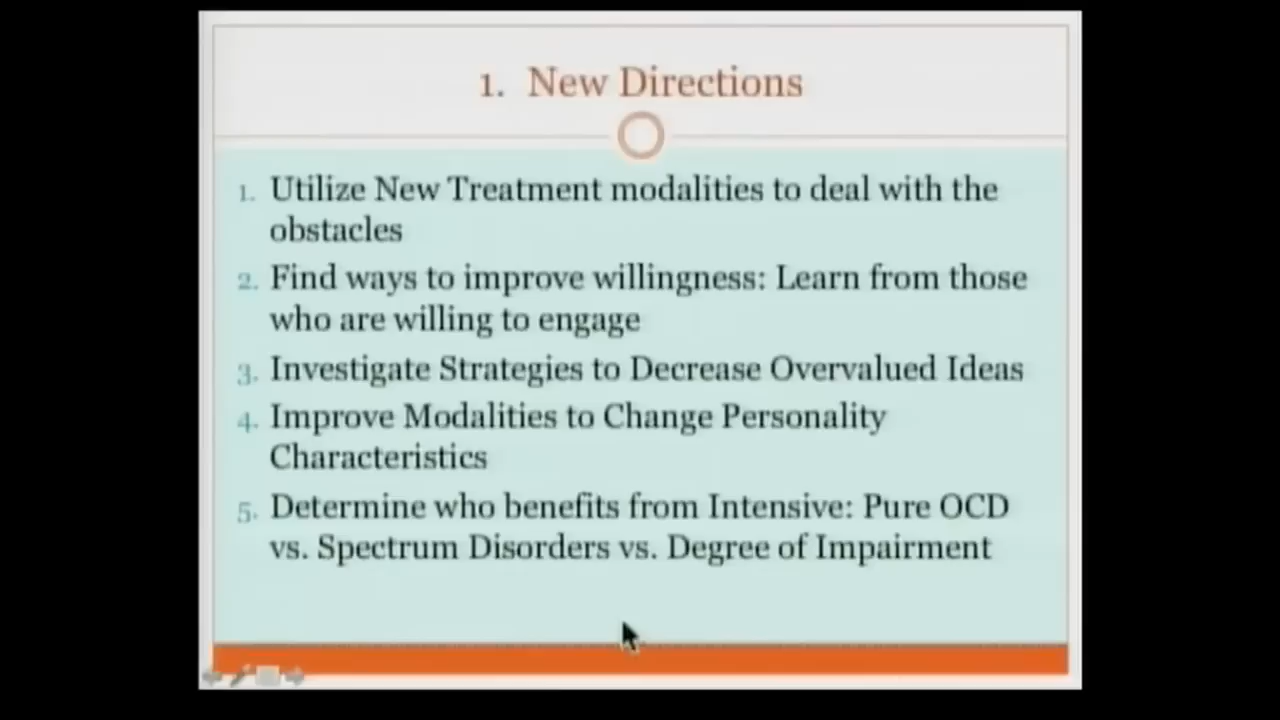 1. New Directions
1. Utilize New Treatment modalities to deal with the
obstacles
2. Find ways to improve willingness: Learn from those
who are willing to engage
3. Investigate Strategies to Decrease Overvalued Ideas
4. Improve Modalities to Change Personality
Characteristics
5. Determine who benefits from Intensive: Pure OCD
vs. Spectrum Disorders vs. Degree of Impairment